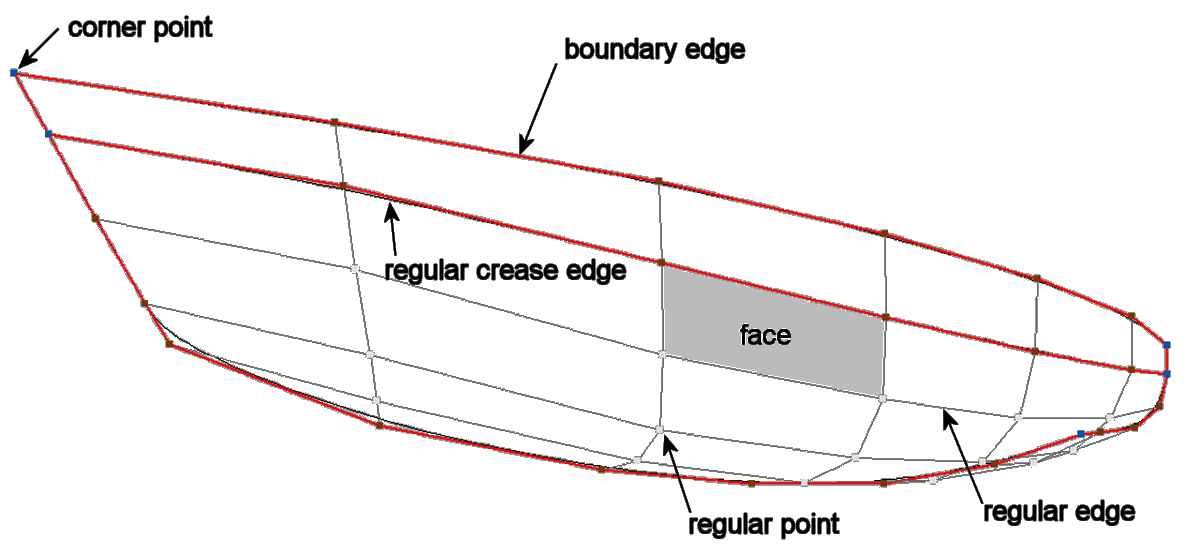 corner point
boundary edge
regular crease edge
face
regular edge
regular point